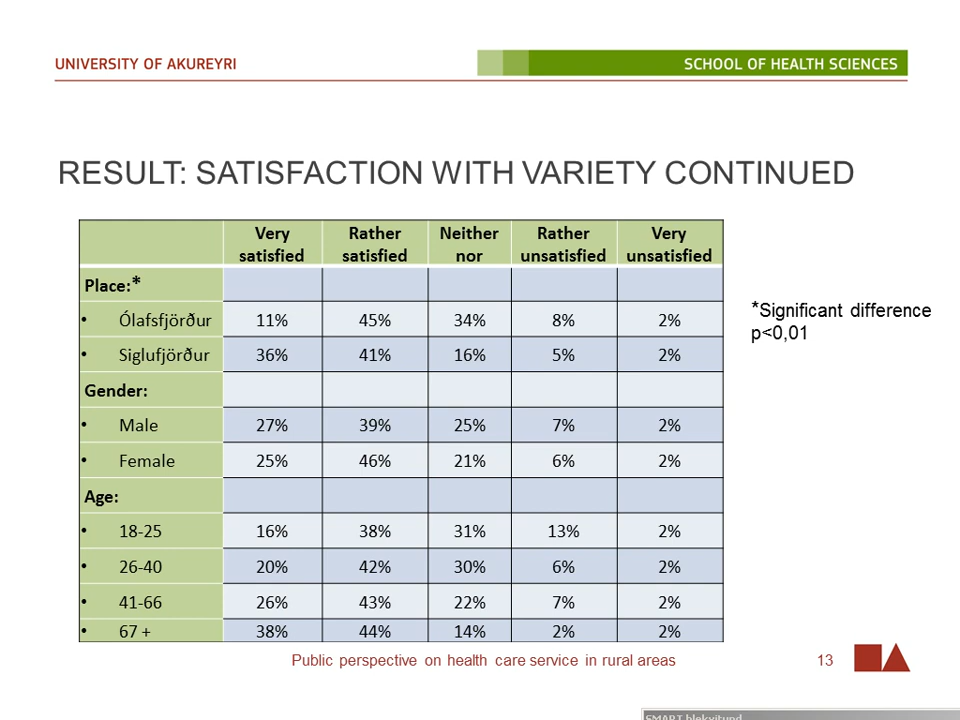 UNIVERSITY OF AKUREYRI
SCHOOL OF HEALTH SCIENCES
RESULT: SATISFACTION WITH VARIETY CONTINUED
Very satisfied Rather satisfied Neither nor Rather unsatisfied Very unsatisfied
Place:*
• Ólafsfjörður 11% 45% 34% 8% 2%
• Siglufjörður 36% 41% 16% 5% 2%
Gender:
• Male 27% 39% 25% 7% 2%
• Female 25% 46% 21% 6% 2%
Age:
• 18-25 16% 38% 31% 13% 2%
• 26-40 20% 42% 30% 6% 2%
• 41-66 26% 43% 22% 7% 2%
• 67 + 38% 44% 14% 2% 2%
*Significant difference
p<0,01
Public perspective on health care service in rural areas
13
SMART blekvitund